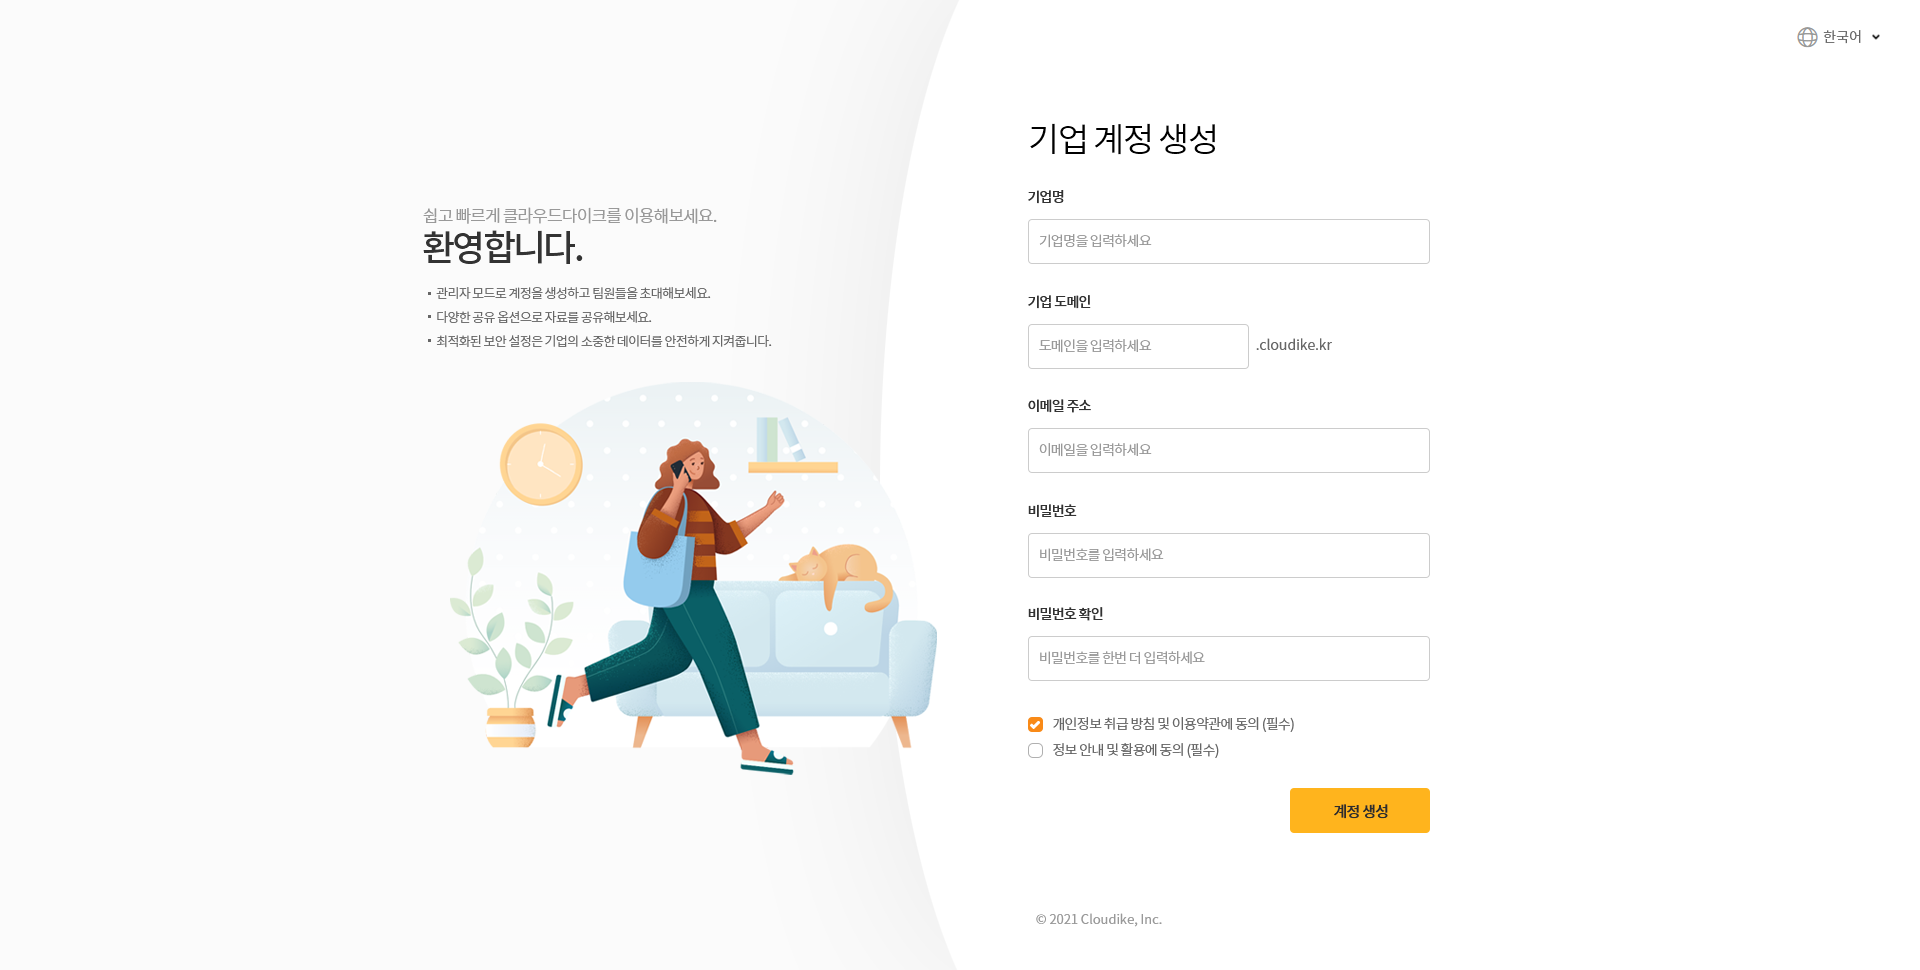 한국어
쉽고 빠르게 클라우드다이크를 이용해보세요.
환영합니다.
관리자 모드로 계정을 생성하고 팀원들을 초대해보세요.
다양한 공유 옵션으로 자료를 공유해보세요.
최적화된 보안 설정은 기업의 소중한 데이터를 안전하게 지켜줍니다.
기업 계정 생성
기업명
기업명을 입력하세요
기업 도메인
도메인을 입력하세요 .cloudike.kr
이메일 주소
이메일을 입력하세요
비밀번호
비밀번호를 입력하세요
비밀번호 확인
비밀번호를 한번 더 입력하세요
개인정보 취급 방침 및 이용약관에 동의 (필수)
정보 안내 및 활용에 동의 (필수)
계정 생성
© 2021 Cloudike, Inc.